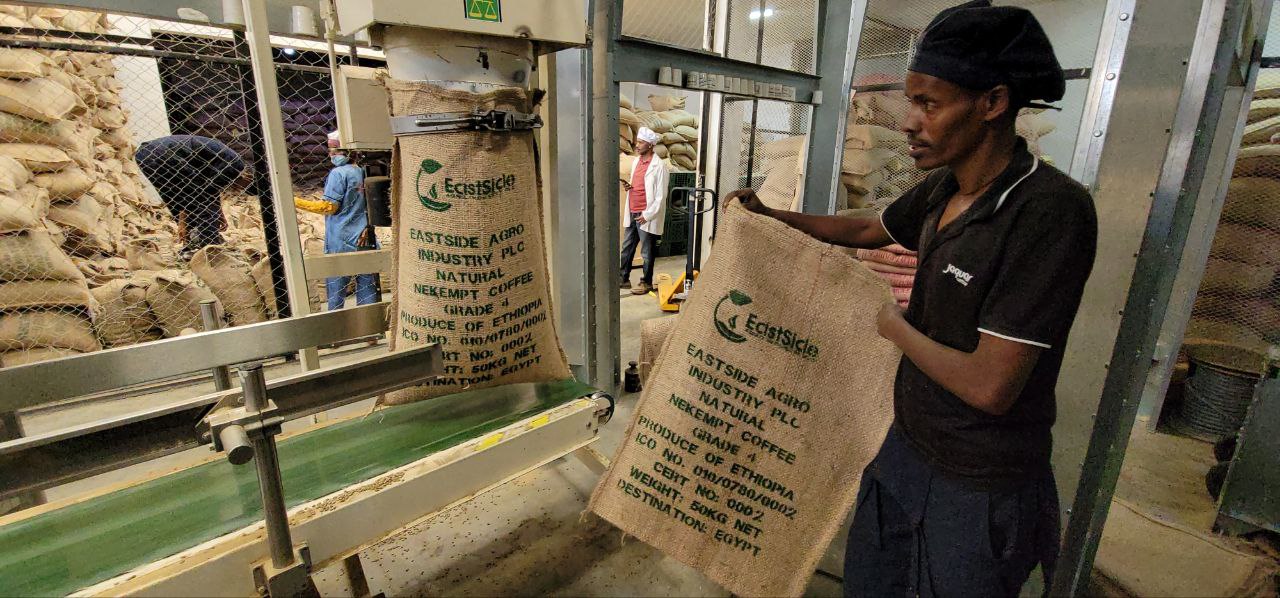 EastSide
EASTSIDE AGRO
INDUSTRY PLC
NATURAL
NEKEMPT COFFEE
GRADE 4
PRODUCE OF ETHIOPIA
ICO NO. 010/0780/0002
CERHT NO: 0002
WEIGHT: 50KG NET
DESTINATION: EGYPT
EastSide
EASTSIDE AGRO
INDUSTRY PLC
NATURAL
NEKEMPT COFFEE
GRADE 4
PRODUCE OF ETHIOPIA
ICO NO. 010/0780/0002
CEHHT NO: 0002
WEIGHT: 50KG NET
DESTINATION: EGYPT
Jaguar